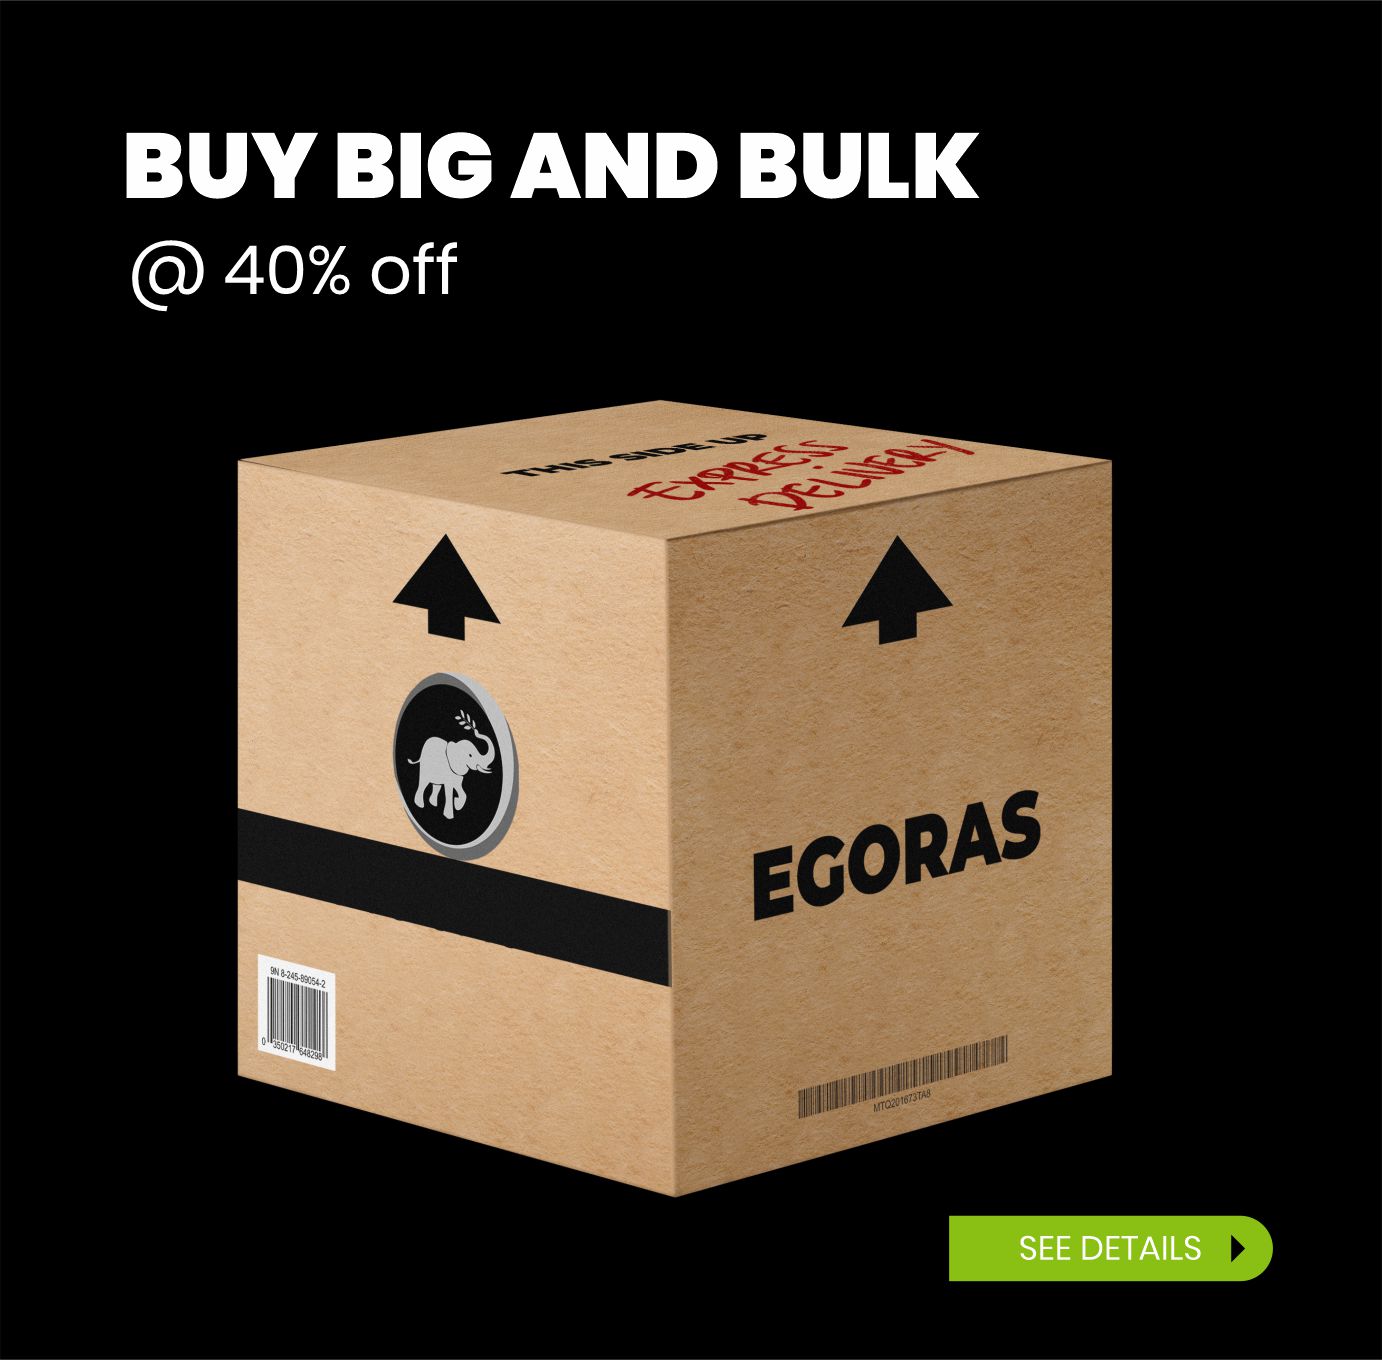 BUY BIG AND BULK
@ 40% off
THIS SIDE UP
EXPRESS
DELIVERY
EGORAS
9N 8-245-89054-2
0 350217 648298
MTQ201673TA8
SEE DETAILS